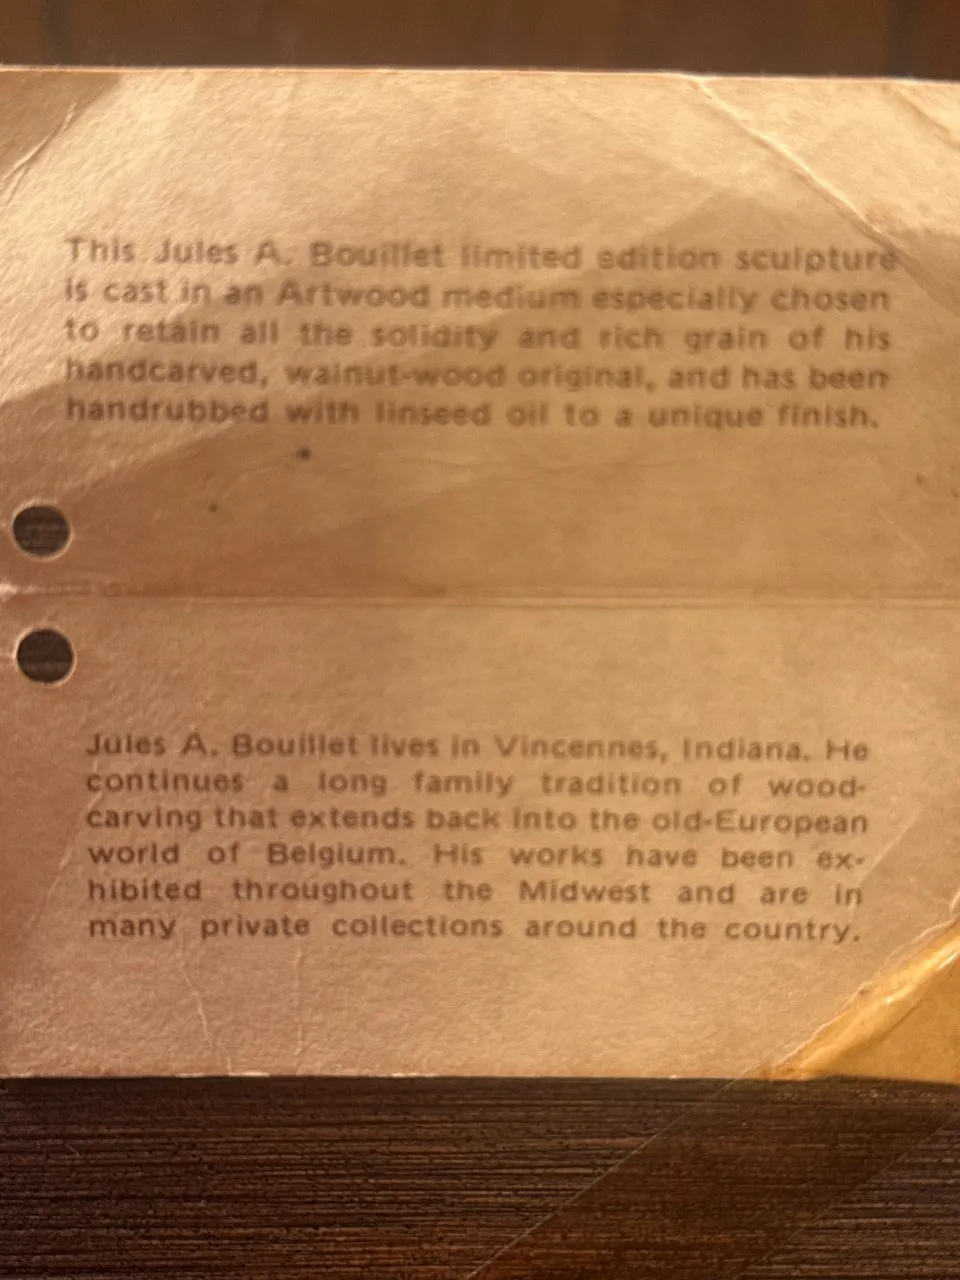 This Jules A. Bouillet limited edition sculpture
is cast in an Artwood medium especially chosen
to retain all the solidity and rich grain of his
handcarved, walnut-wood original, and has been
handrubbed with linseed oil to a unique finish.
Jules A. Bouillet lives in Vincennes, Indiana. He
continues a long family tradition of wood-
carving that extends back into the old-European
world of Belgium. His works have been ex-
hibited throughout the Midwest and are in
many private collections around the country.